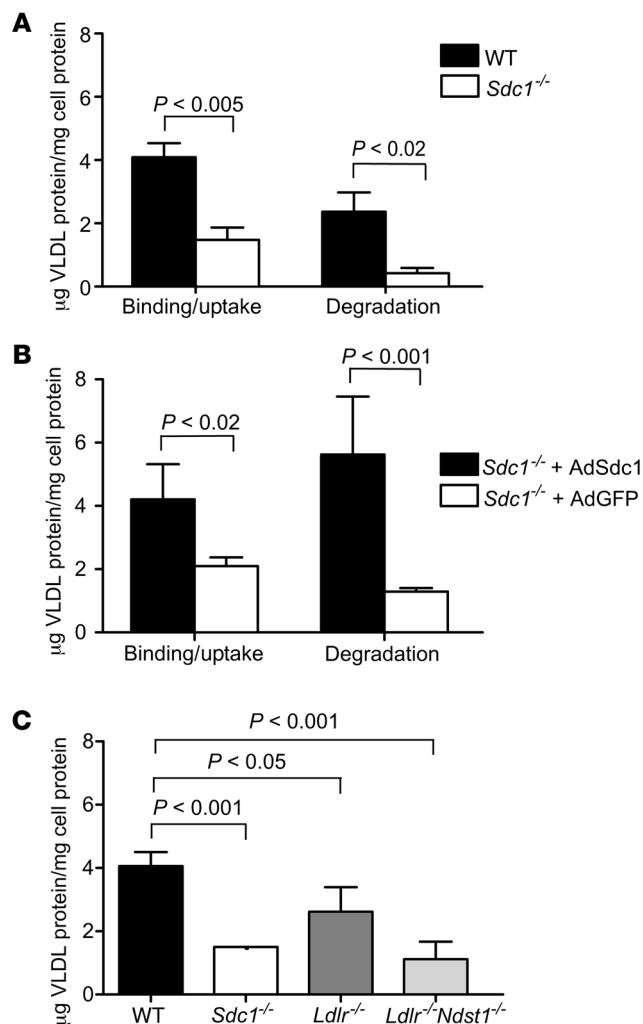 A
µg VLDL protein/mg cell protein
8
6
4
2
0
P < 0.005
P < 0.02
WT
Sdc1-/-
Binding/uptake
Degradation
B
µg VLDL protein/mg cell protein
8
6
4
2
0
P < 0.02
P < 0.001
Sdc1-/- + AdSdc1
Sdc1-/- + AdGFP
Binding/uptake
Degradation
C
µg VLDL protein/mg cell protein
8
6
4
2
0
P < 0.001
P < 0.05
P < 0.001
WT
Sdc1-/-
Ldlr-/-
Ldlr-/-Ndst1-/-